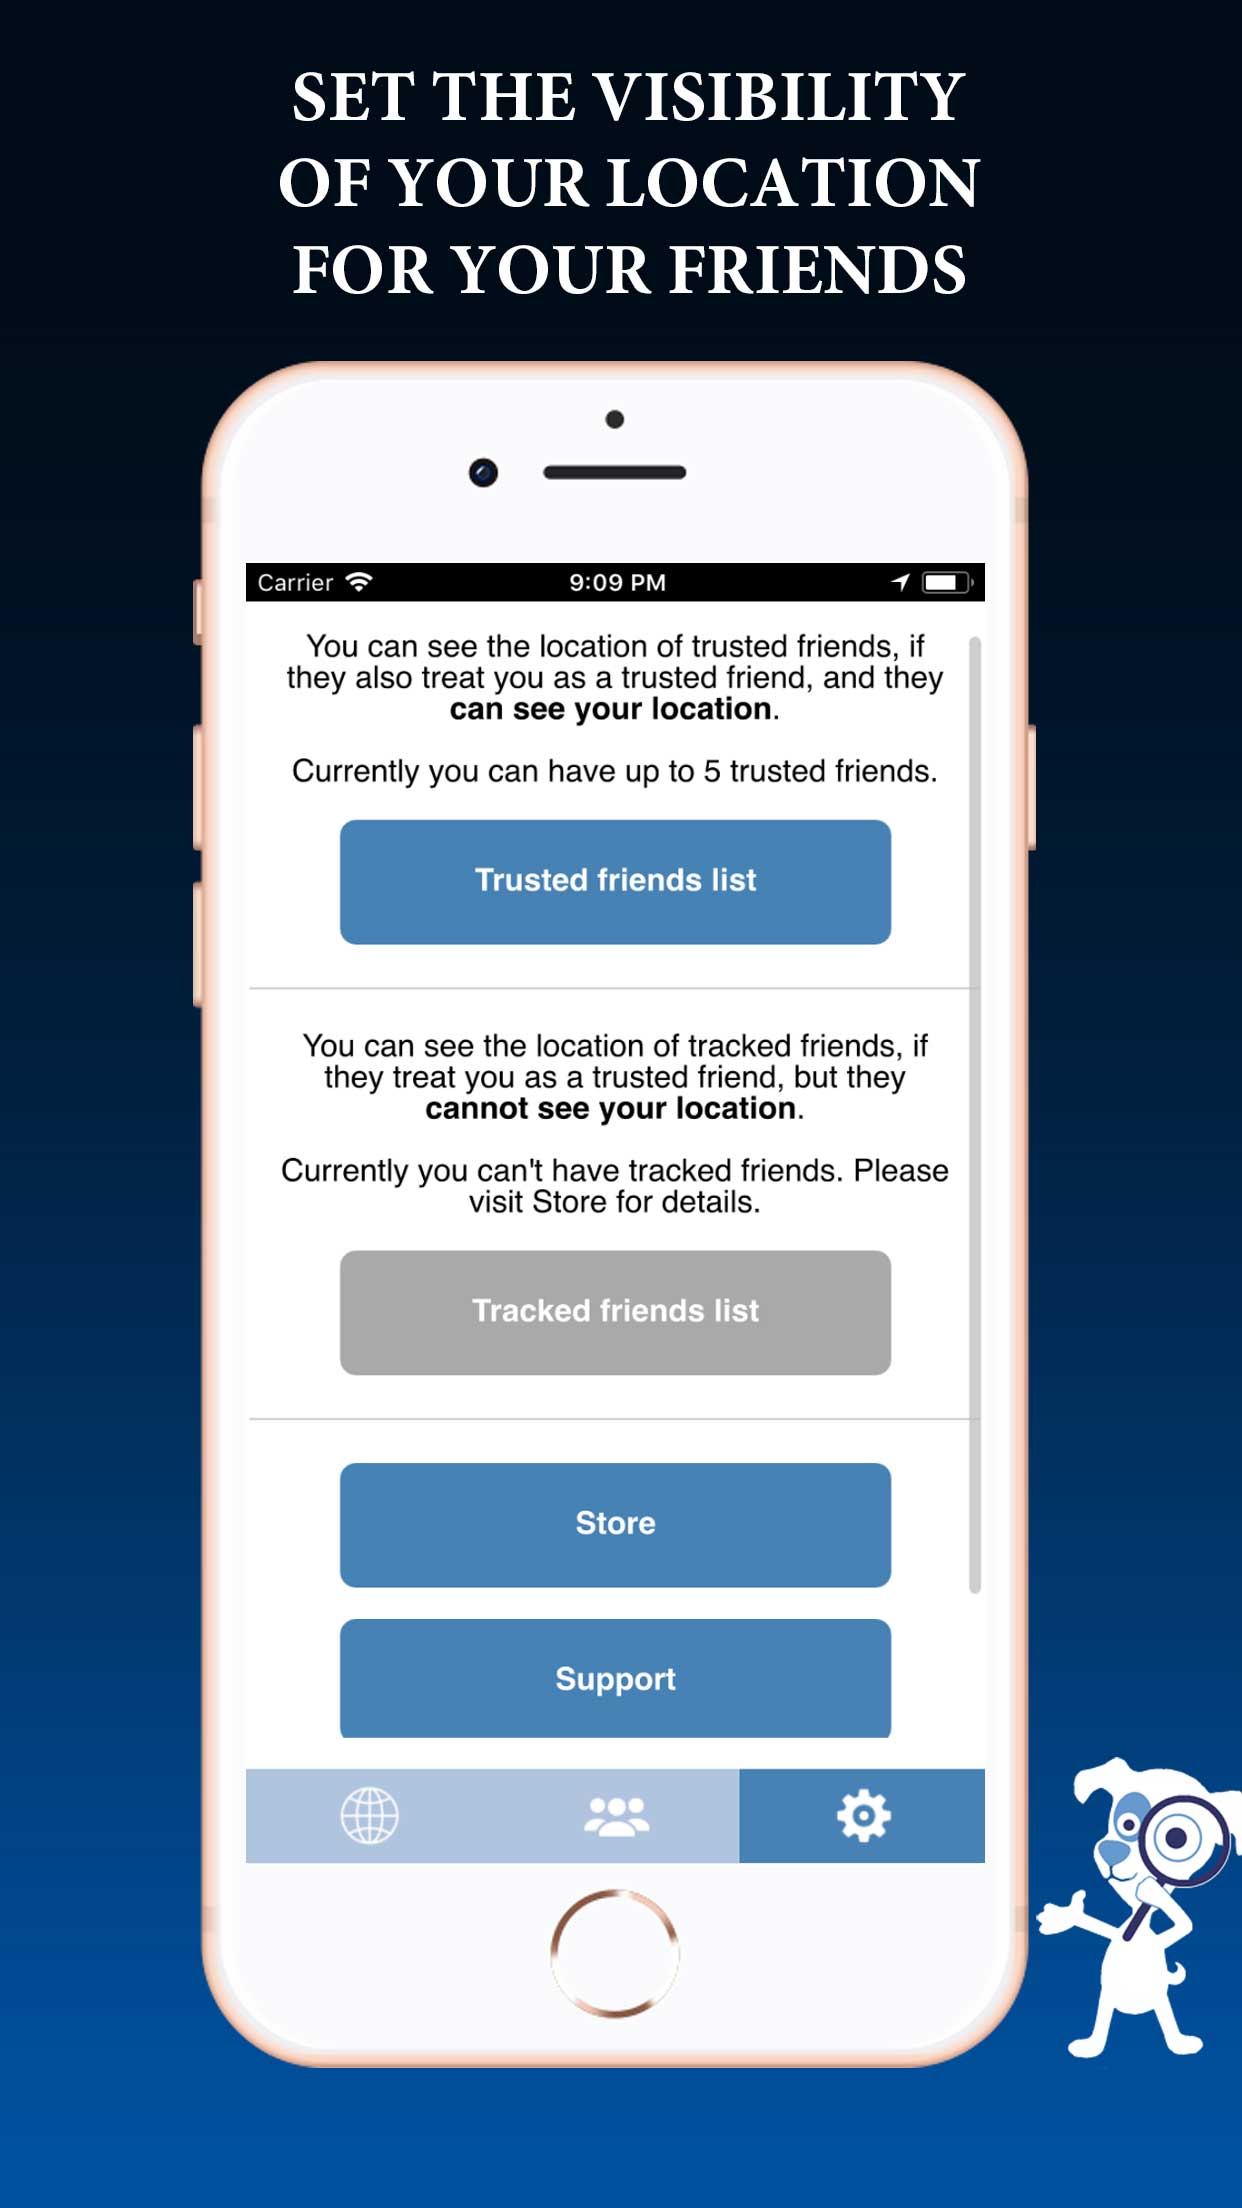 SET THE VISIBILITY
OF YOUR LOCATION
FOR YOUR FRIENDS
Carrier 9:09 PM
You can see the location of trusted friends, if
they also treat you as a trusted friend, and they
can see your location.
Currently you can have up to 5 trusted friends.
Trusted friends list
You can see the location of tracked friends, if
they treat you as a trusted friend, but they
cannot see your location.
Currently you can't have tracked friends. Please
visit Store for details.
Tracked friends list
Store
Support